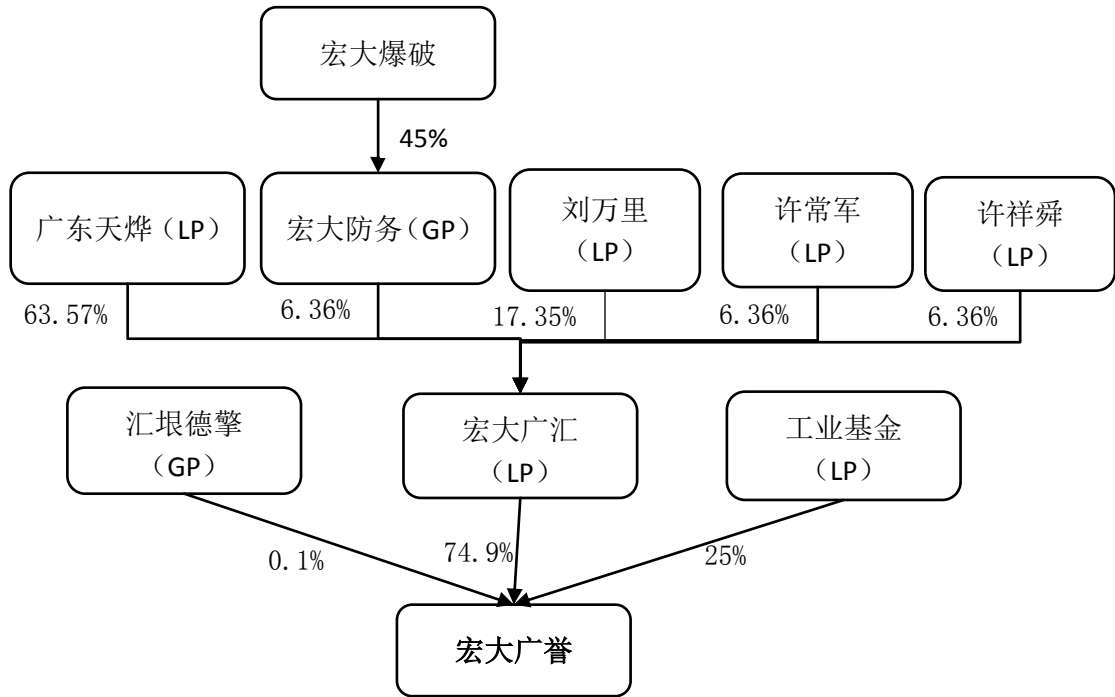 宏大爆破
45%
广东天烨（LP）
宏大防务（GP）
刘万里
（LP）
许常军
（LP）
许祥舜
（LP）
63.57%
6.36%
17.35%
6.36%
6.36%
汇垠德擎
（GP）
宏大广汇
（LP）
工业基金
（LP）
0.1%
74.9%
25%
宏大广誉